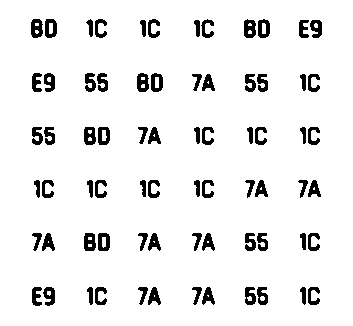 BD 1C 1C 1C BD E9
E9 55 BD 7A 55 1C
55 BD 7A 1C 1C 1C
1C 1C 1C 1C 7A 7A
7A BD 7A 7A 55 1C
E9 1C 7A 7A 55 1C